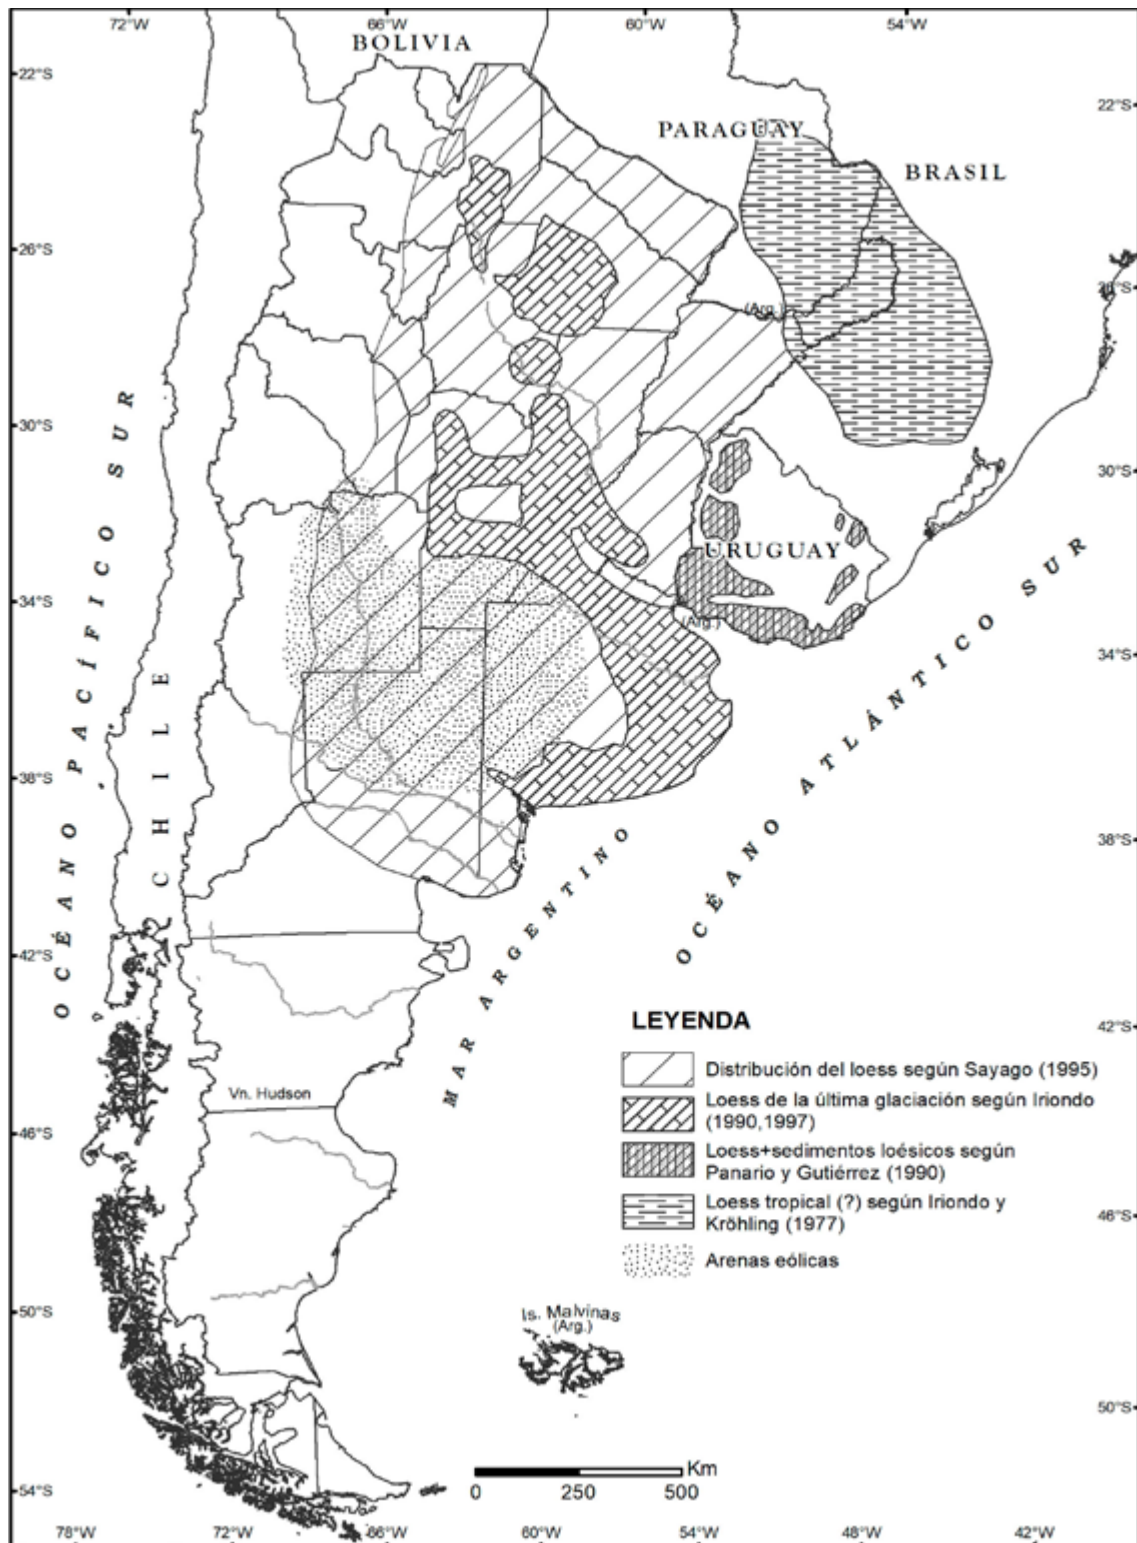 72°W 66°W 60°W 54°W
BOLIVIA
22°S 22°S
PARAGUAY
BRASIL
26°S 26°S
(Arg.)
30°S 30°S
URUGUAY
34°S (Arg.) 34°S
OCÉANO PACÍFICO SUR
CHILE
38°S 38°S
MAR ARGENTINO
OCÉANO ATLÁNTICO SUR
42°S 42°S
LEYENDA
Distribución del loess según Sayago (1995)
Loess de la última glaciación según Iriondo
(1990,1997)
Loess+sedimentos loésicos según
Panario y Gutiérrez (1990)
Loess tropical (?) según Iriondo y
Kröhling (1977)
Arenas eólicas
Vn. Hudson
46°S 46°S
Is. Malvinas
(Arg.)
50°S 50°S
Km
0 250 500
54°S
78°W 72°W 66°W 60°W 54°W 48°W 42°W